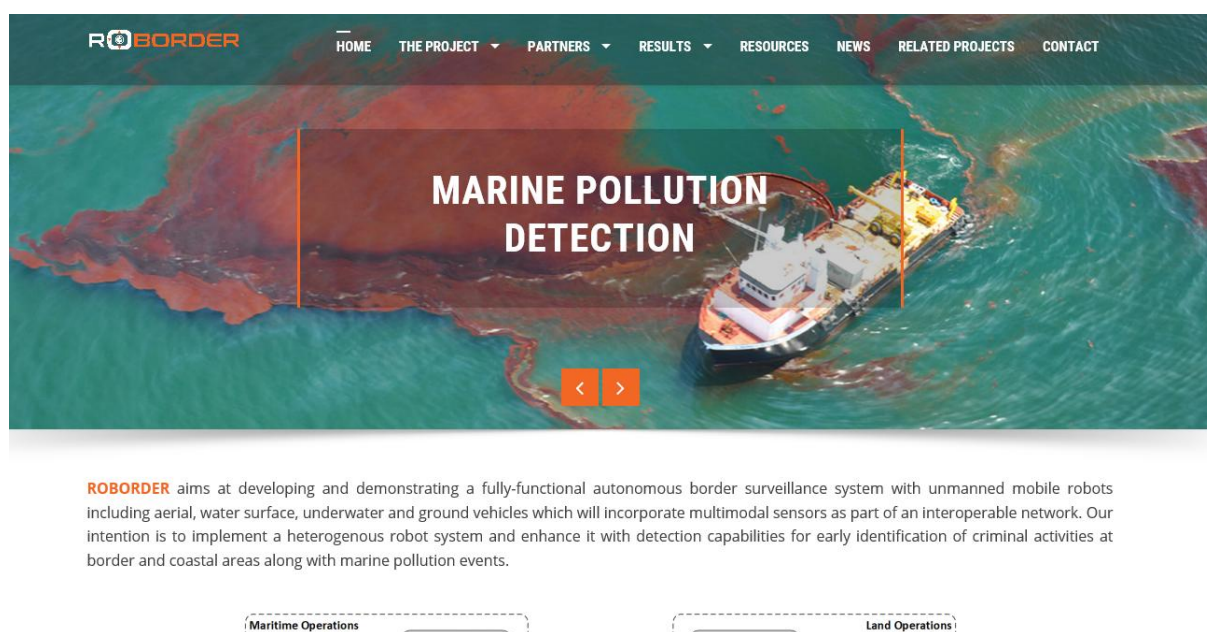 ROBORDER
HOME THE PROJECT PARTNERS RESULTS RESOURCES NEWS RELATED PROJECTS CONTACT
MARINE POLLUTION
DETECTION
ROBORDER aims at developing and demonstrating a fully-functional autonomous border surveillance system with unmanned mobile robots
including aerial, water surface, underwater and ground vehicles which will incorporate multimodal sensors as part of an interoperable network. Our
intention is to implement a heterogenous robot system and enhance it with detection capabilities for early identification of criminal activities at
border and coastal areas along with marine pollution events.
Maritime Operations Land Operations